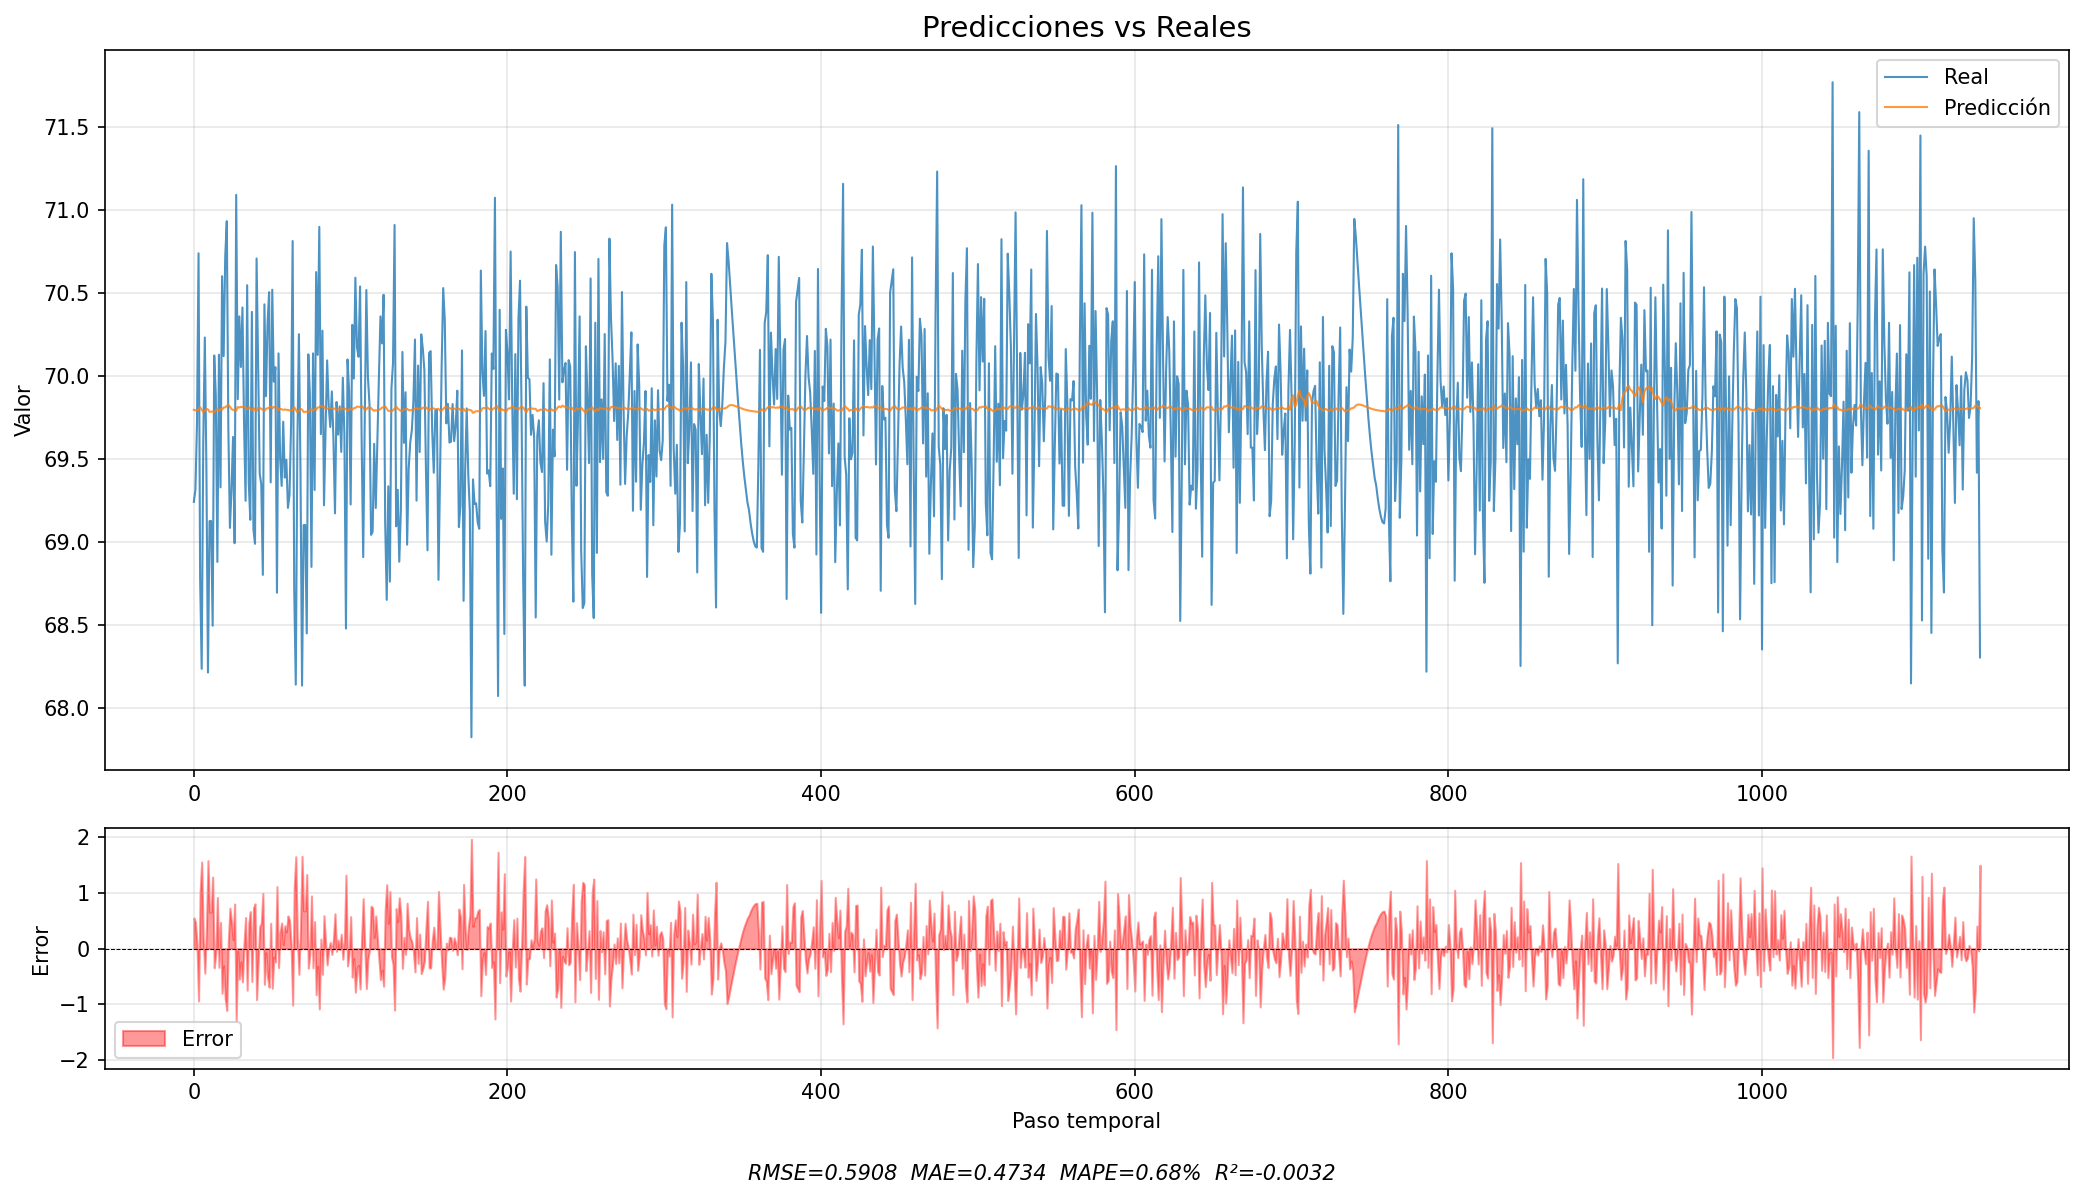 Predicciones vs Reales
Real
Predicción
Valor
71.5
71.0
70.5
70.0
69.5
69.0
68.5
68.0
0 200 400 600 800 1000
Error
2
1
0
−1
−2
Error
0 200 400 600 800 1000
Paso temporal
RMSE=0.5908 MAE=0.4734 MAPE=0.68% R²=-0.0032